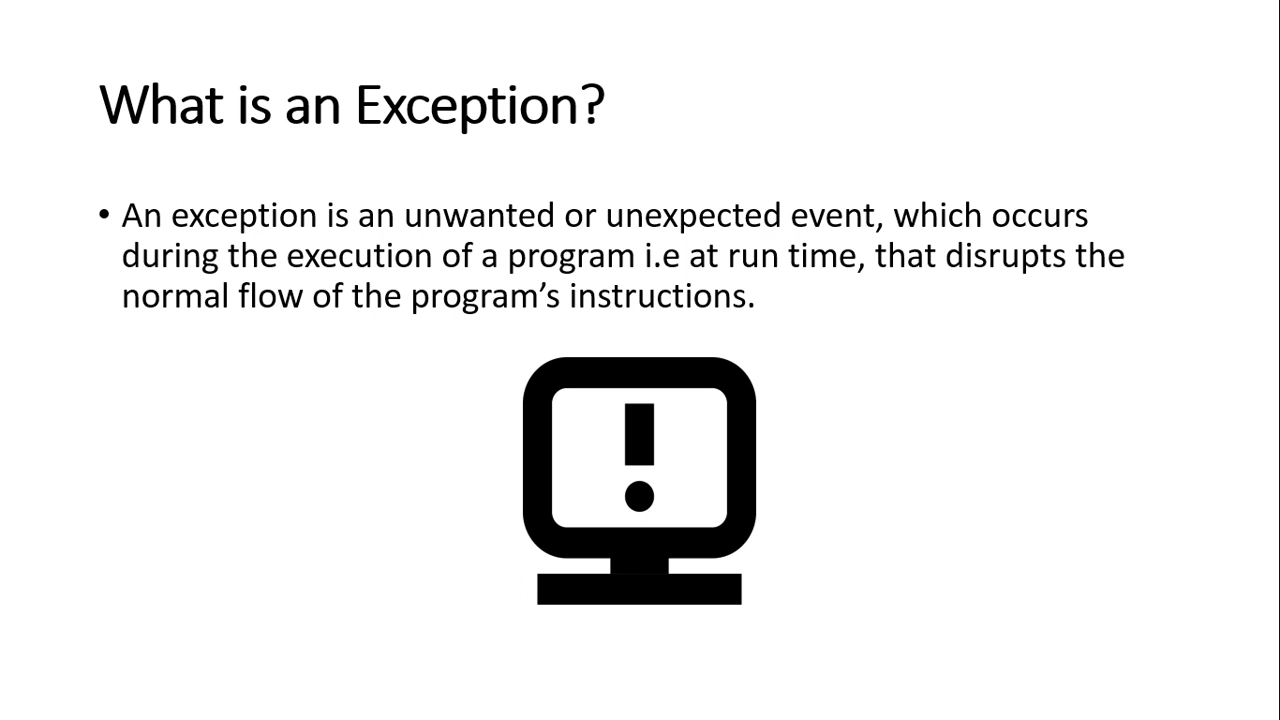 What is an Exception?
• An exception is an unwanted or unexpected event, which occurs
during the execution of a program i.e at run time, that disrupts the
normal flow of the program’s instructions.
!